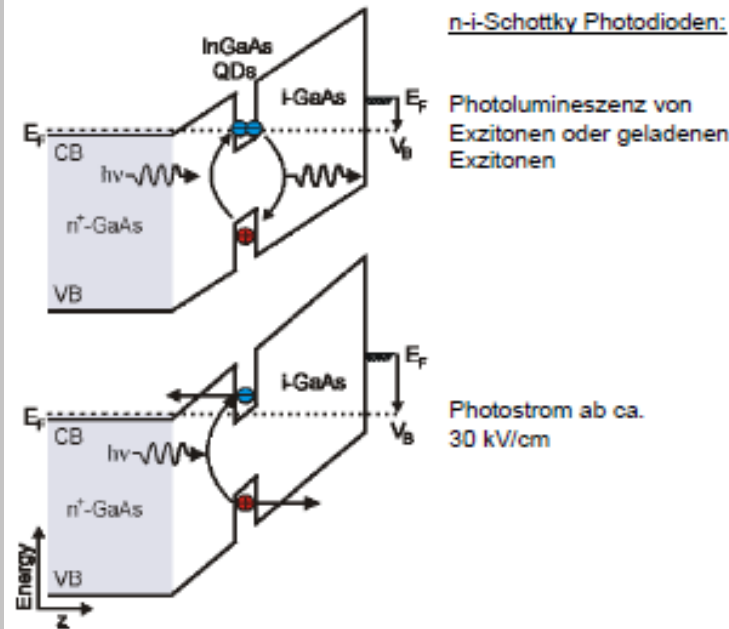 n-i-Schottky Photodioden:
InGaAs
QDs
i-GaAs
E_F
E_F
V_B
CB
hν
n⁺-GaAs
VB
Photolumineszenz von
Exzitonen oder geladenen
Exzitonen
i-GaAs
E_F
E_F
V_B
CB
hν
n⁺-GaAs
VB
Energy
z
Photostrom ab ca.
30 kV/cm